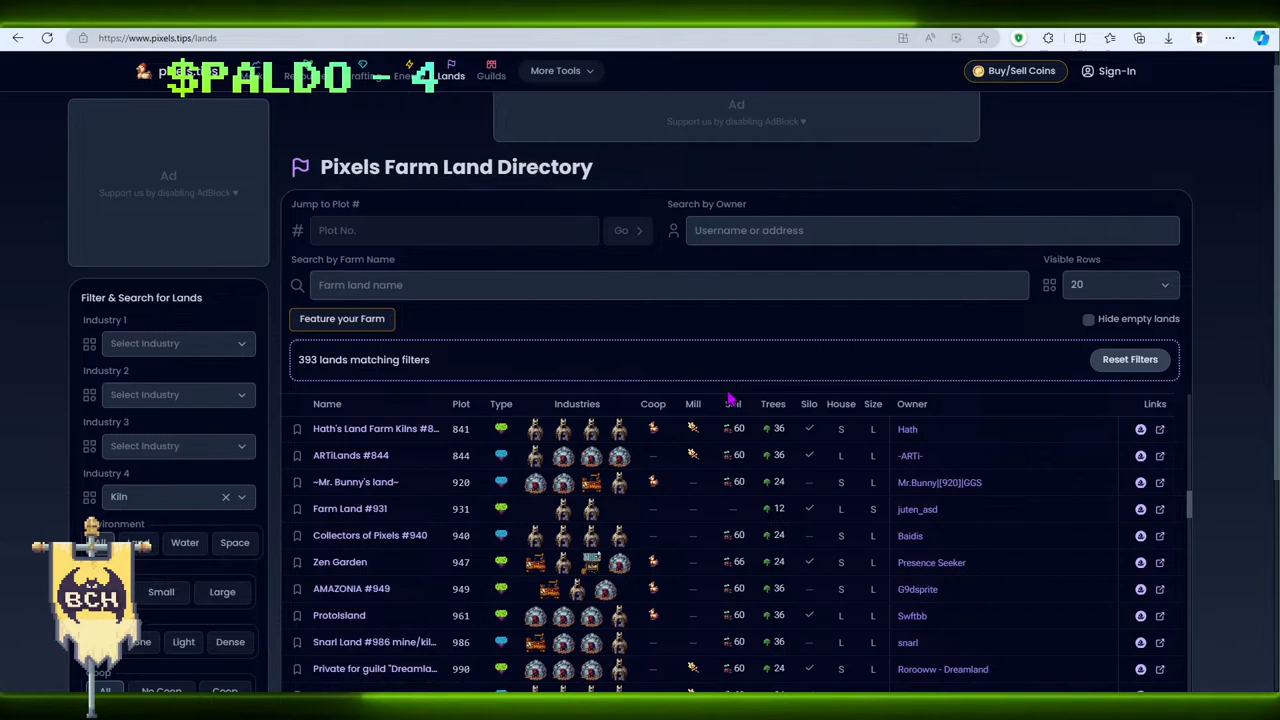 https://www.pixels.tips/lands
$PALDO - 4
Lands
Guilds
More Tools
Buy/Sell Coins
Sign-In
Ad
Support us by disabling AdBlock ♥
Ad
Support us by disabling AdBlock ♥
Pixels Farm Land Directory
Jump to Plot #
Search by Owner
# Plot No.
Go
Username or address
Search by Farm Name
Visible Rows
Farm land name
20
Feature your Farm
Hide empty lands
393 lands matching filters
Reset Filters
Filter & Search for Lands
Industry 1
Select Industry
Industry 2
Select Industry
Industry 3
Select Industry
Industry 4
Kiln
Water
Space
Small
Large
Light
Dense
All
No Coop
Coop
BCH
Name Plot Type Industries Coop Mill Trees Silo House Size Owner Links
Hath's Land Farm Kilns #8... 841 60 36 ✓ S L Hath
ARTiLands #844 844 — 60 36 ✓ L L -ARTi-
~Mr. Bunny's land~ 920 — 60 24 — S L Mr.Bunny|[920]|GGS
Farm Land #931 931 — — — 12 ✓ L S juten_asd
Collectors of Pixels #940 940 — — 60 24 — S L Baidis
Zen Garden 947 — 66 24 — S L Presence Seeker
AMAZONIA #949 949 — 60 36 — S L G9dsprite
ProtoIsland 961 — 60 36 ✓ L L Swftbb
Snarl Land #986 mine/kil... 986 — — 60 36 — L L snarl
Private for guild "Dreamla... 990 — 60 24 ✓ S L Rorooww - Dreamland